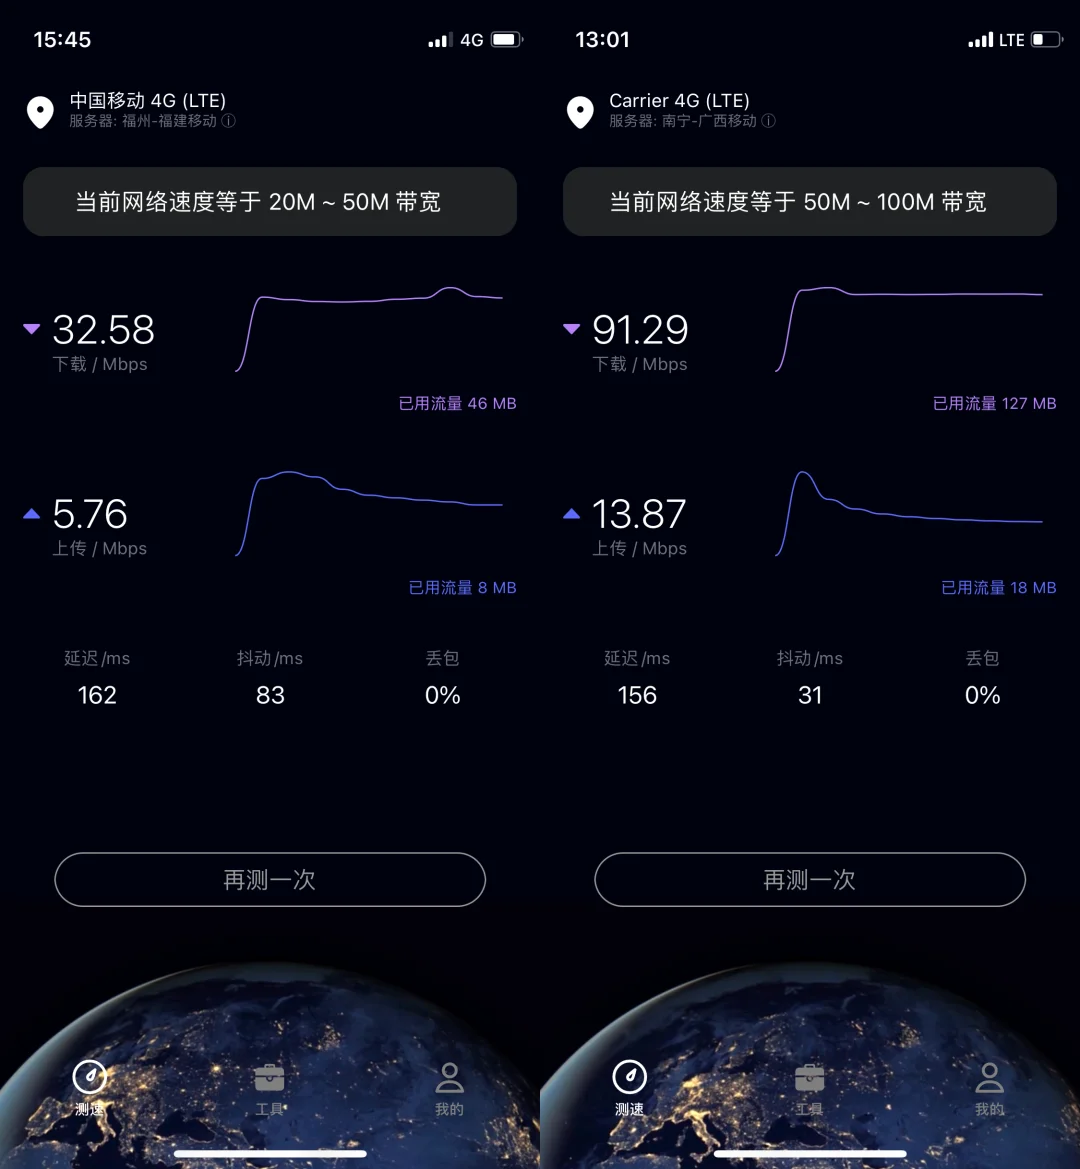 15:45
4G
中国移动 4G (LTE)
服务器: 福州-福建移动 ⓘ
当前网络速度等于 20M ~ 50M 带宽
32.58
下载 / Mbps
已用流量 46 MB
5.76
上传 / Mbps
已用流量 8 MB
延迟/ms 抖动/ms 丢包
162 83 0%
再测一次
测速 工具 我的
13:01
LTE
Carrier 4G (LTE)
服务器: 南宁-广西移动 ⓘ
当前网络速度等于 50M ~ 100M 带宽
91.29
下载 / Mbps
已用流量 127 MB
13.87
上传 / Mbps
已用流量 18 MB
延迟/ms 抖动/ms 丢包
156 31 0%
再测一次
测速 工具 我的